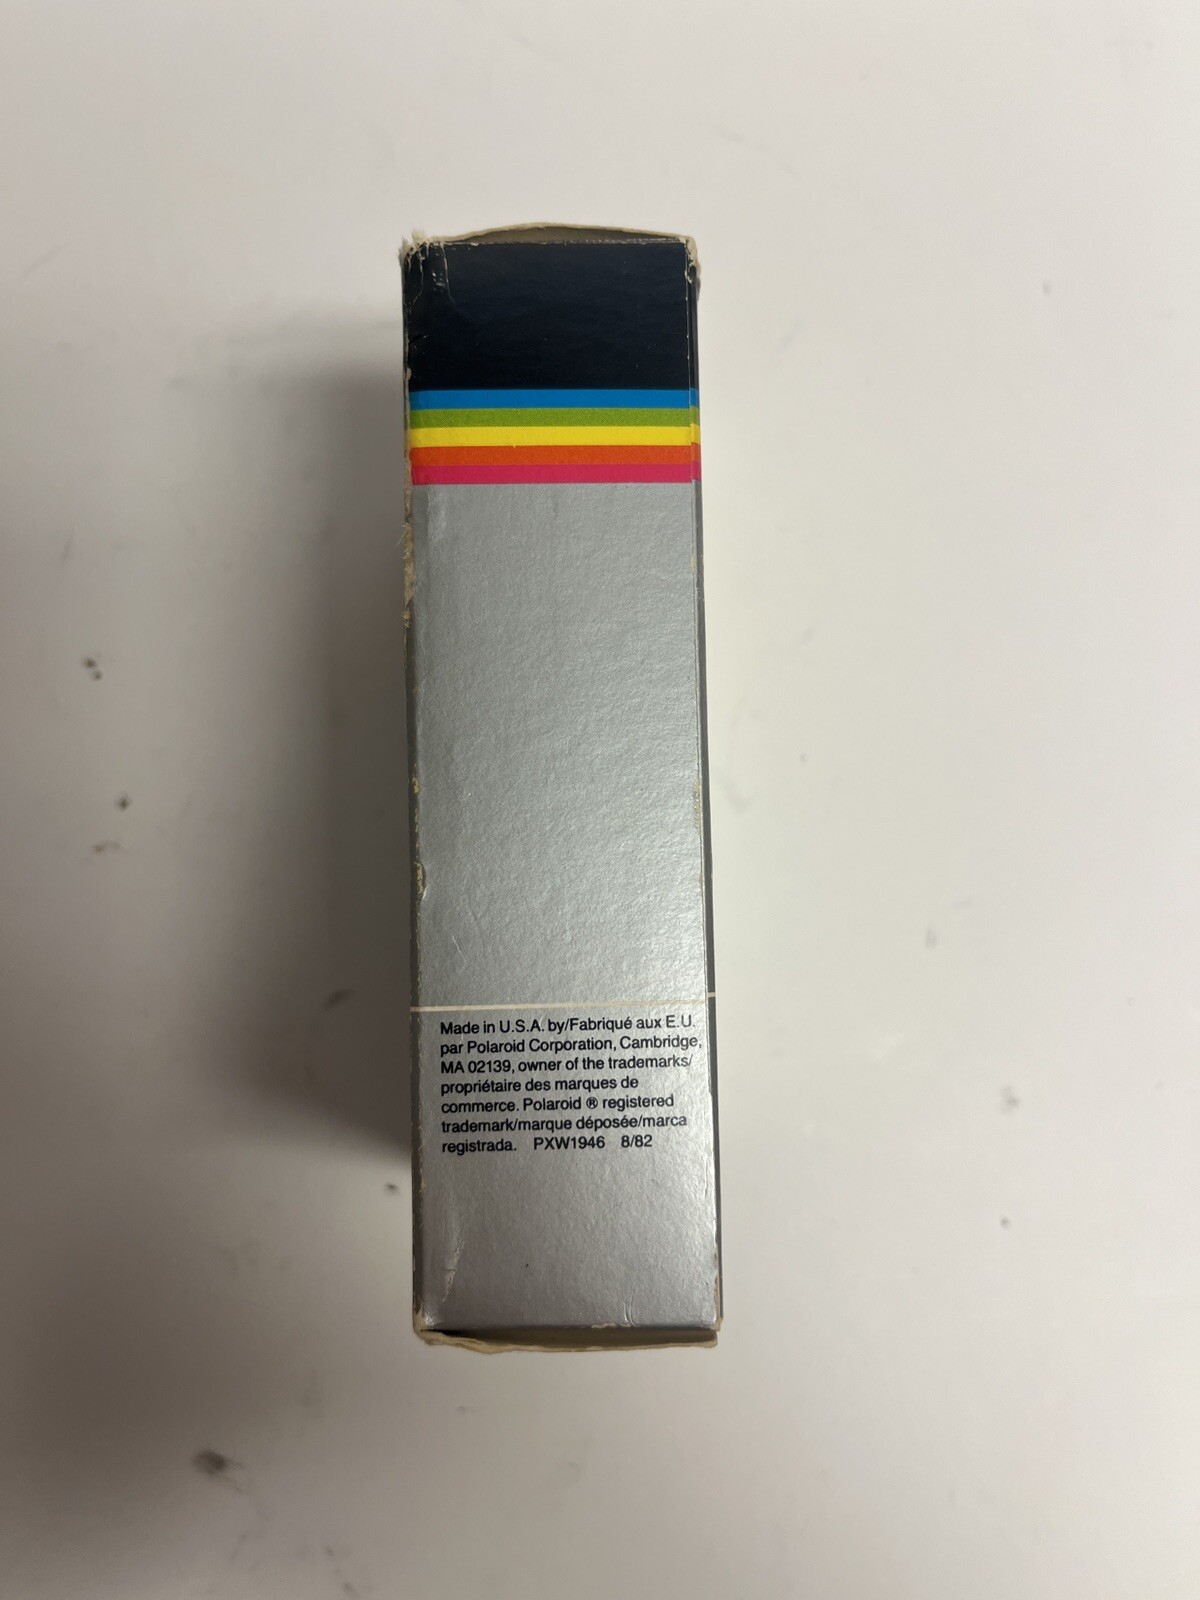 Made in U.S.A. by/Fabriqué aux E.U.
par Polaroid Corporation, Cambridge,
MA 02139, owner of the trademarks/
propriétaire des marques de
commerce. Polaroid ® registered
trademark/marque déposée/marca
registrada. PXW1946 8/82